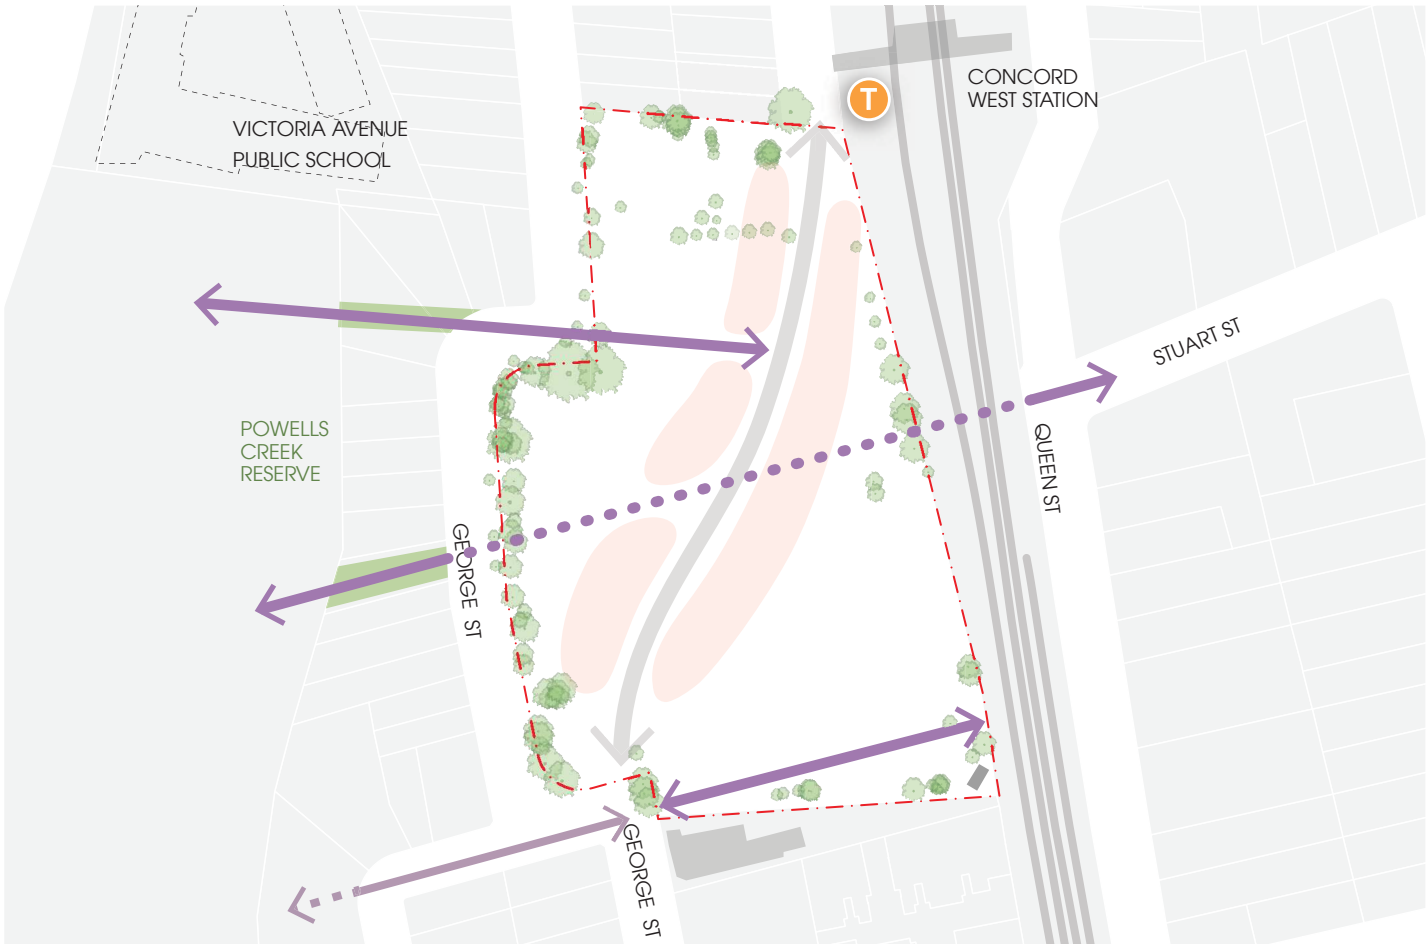 CONCORD
WEST STATION
T
VICTORIA AVENUE
PUBLIC SCHOOL
STUART ST
POWELLS
CREEK
RESERVE
QUEEN ST
GEORGE ST
GEORGE ST